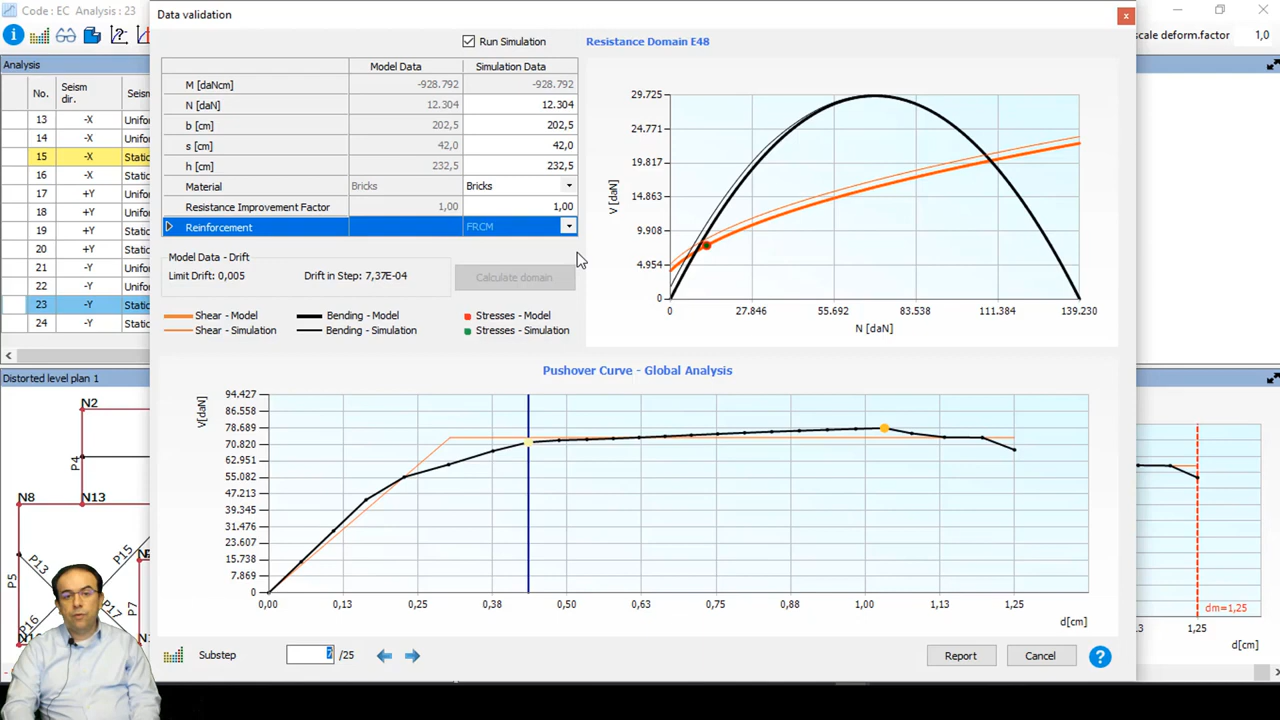 Code : EC Analysis : 23
Data validation
x
scale deform.factor 1,0
Run Simulation
Resistance Domain E48
Analysis
No. Seism dir. Seism
13 -X Unifor
14 -X Unifor
15 -X Static
16 -X Static
17 +Y Unifor
18 +Y Unifor
19 +Y Static
20 +Y Static
21 -Y Unifor
22 -Y Unifor
23 -Y Static
24 -Y Static
Model Data Simulation Data
M [daNcm] -928.792 -928.792
N [daN] 12.304 12.304
b [cm] 202,5 202,5
s [cm] 42,0 42,0
h [cm] 232,5 232,5
Material Bricks Bricks
Resistance Improvement Factor 1,00 1,00
Reinforcement FRCM
Model Data - Drift
Limit Drift: 0,005 Drift in Step: 7,37E-04
Calculate domain
Shear - Model Bending - Model Stresses - Model
Shear - Simulation Bending - Simulation Stresses - Simulation
V [daN]
29.725
24.771
19.817
14.863
9.908
4.954
0
0 27.846 55.692 83.538 111.384 139.230
N [daN]
Pushover Curve - Global Analysis
V[daN]
94.427
86.558
78.689
70.820
62.951
55.082
47.213
39.345
31.476
23.607
15.738
7.869
0
0,00 0,13 0,25 0,38 0,50 0,63 0,75 0,88 1,00 1,13 1,25
d[cm]
Substep 7 /25
Report Cancel ?
Distorted level plan 1
N2
P4
N8 N13
P15
P13
P5
P7
P16
P17
dm=1,25
13 1,25
d[cm]